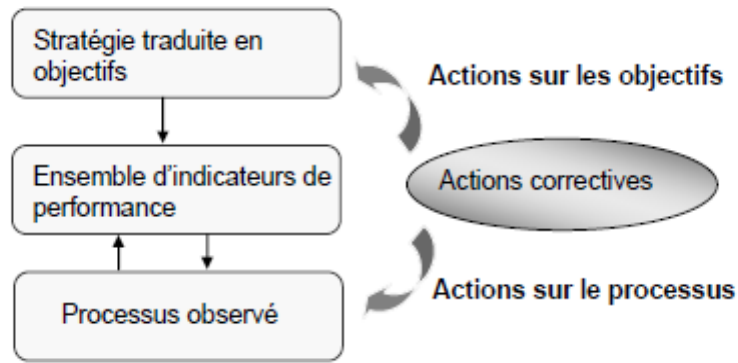 Stratégie traduite en
objectifs
Actions sur les objectifs
Ensemble d'indicateurs de
performance
Actions correctives
Processus observé
Actions sur le processus